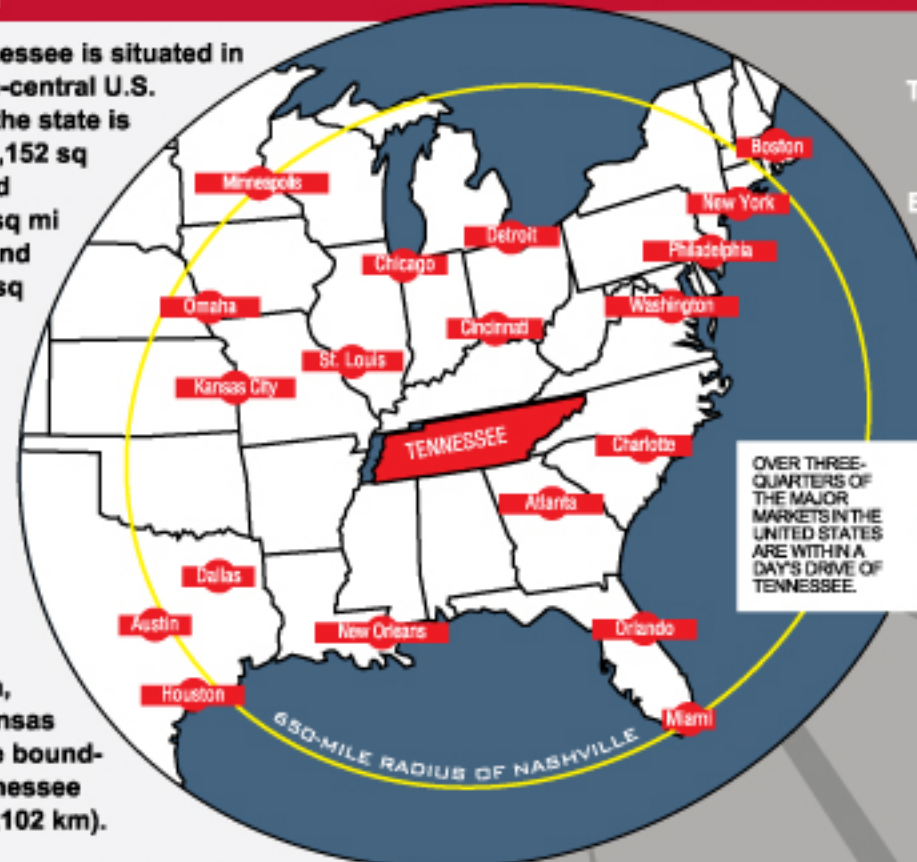 essee is situated in
-central U.S.
the state is
,152 sq
d
sq mi
nd
sq
,
nsas
e bound-
nessee
102 km).
T
E
Boston
Minneapolis
New York
Detroit
Philadelphia
Chicago
Omaha
Washington
Cincinnati
St. Louis
Kansas City
TENNESSEE
Charlotte
Atlanta
Dallas
Austin
New Orleans
Orlando
Houston
Miami
650-MILE RADIUS OF NASHVILLE
OVER THREE-
QUARTERS OF
THE MAJOR
MARKETS IN THE
UNITED STATES
ARE WITHIN A
DAY'S DRIVE OF
TENNESSEE.